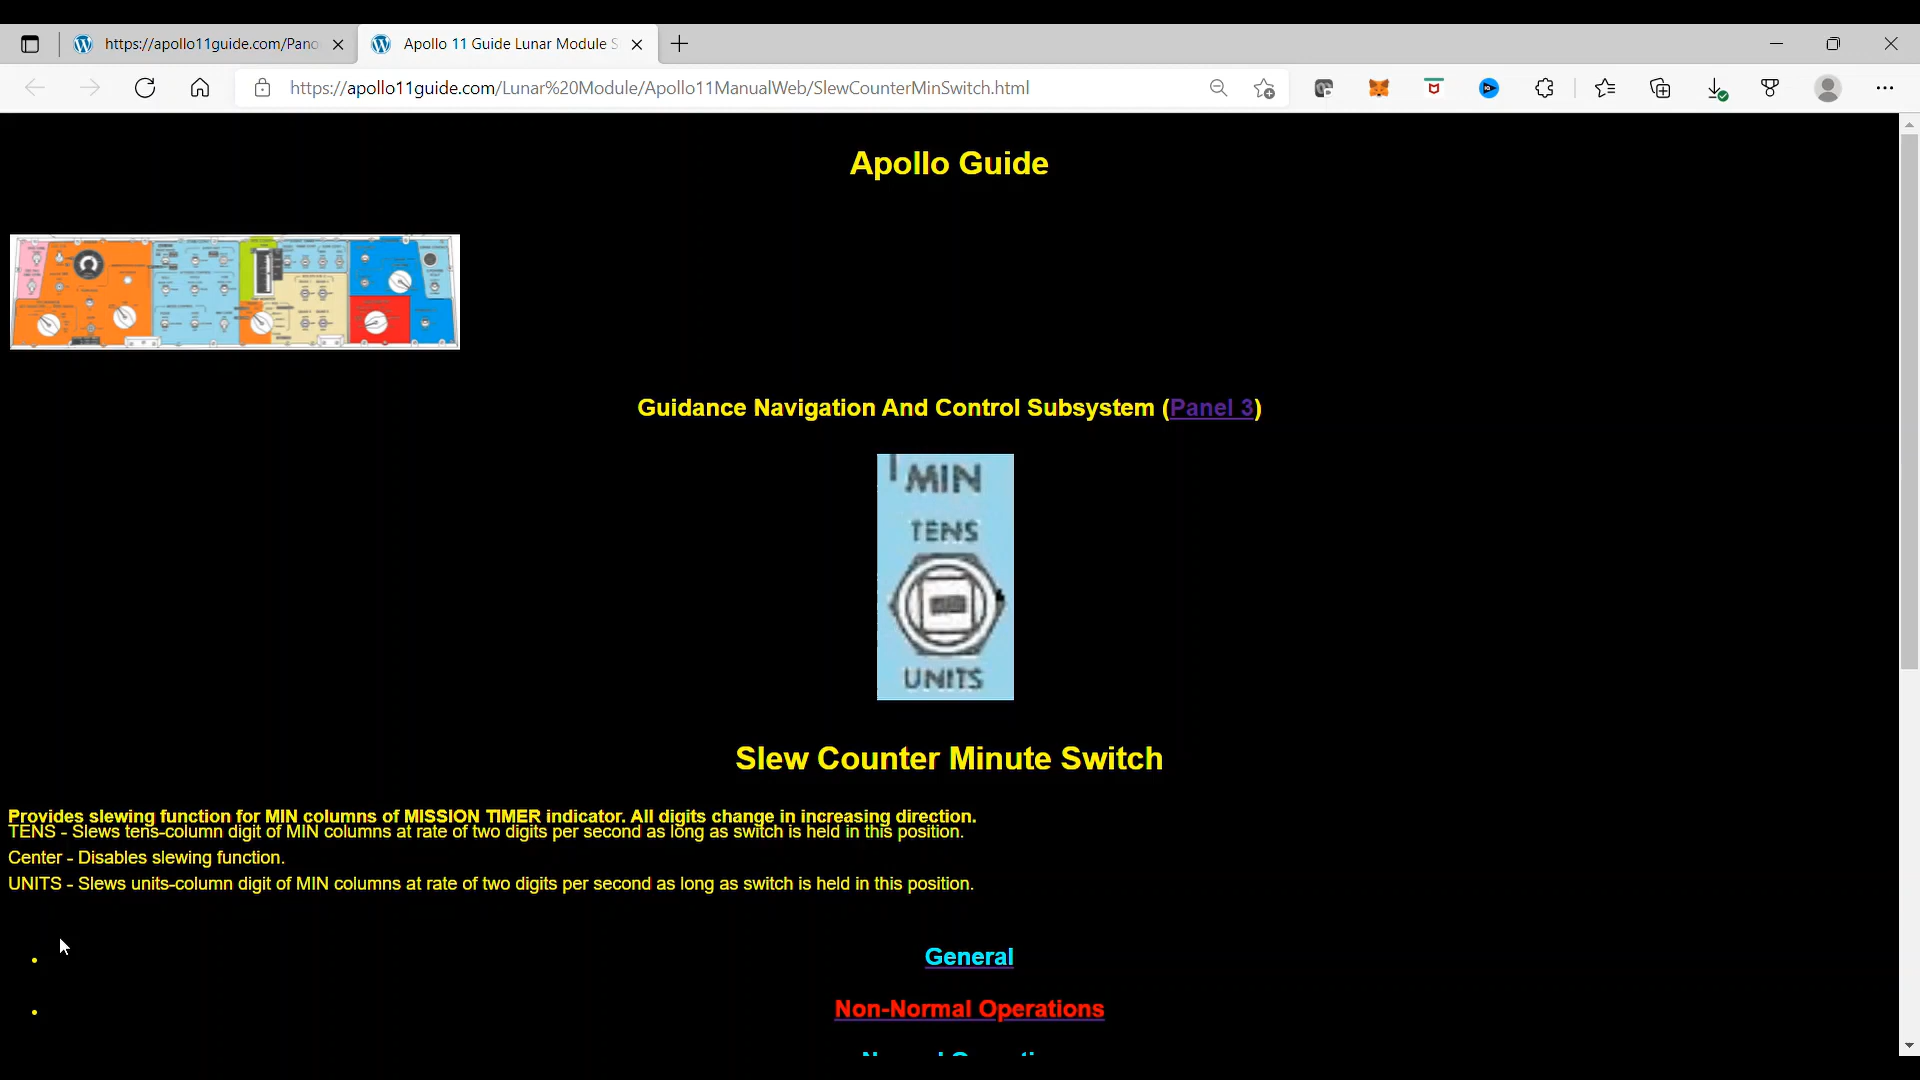 https://apollo11guide.com/Pano
Apollo 11 Guide Lunar Module S
https://apollo11guide.com/Lunar%20Module/Apollo11ManualWeb/SlewCounterMinSwitch.html
Apollo Guide
Guidance Navigation And Control Subsystem (Panel 3)
MIN
TENS
UNITS
Slew Counter Minute Switch
Provides slewing function for MIN columns of MISSION TIMER indicator. All digits change in increasing direction.
TENS - Slews tens-column digit of MIN columns at rate of two digits per second as long as switch is held in this position.
Center - Disables slewing function.
UNITS - Slews units-column digit of MIN columns at rate of two digits per second as long as switch is held in this position.
General
Non-Normal Operations